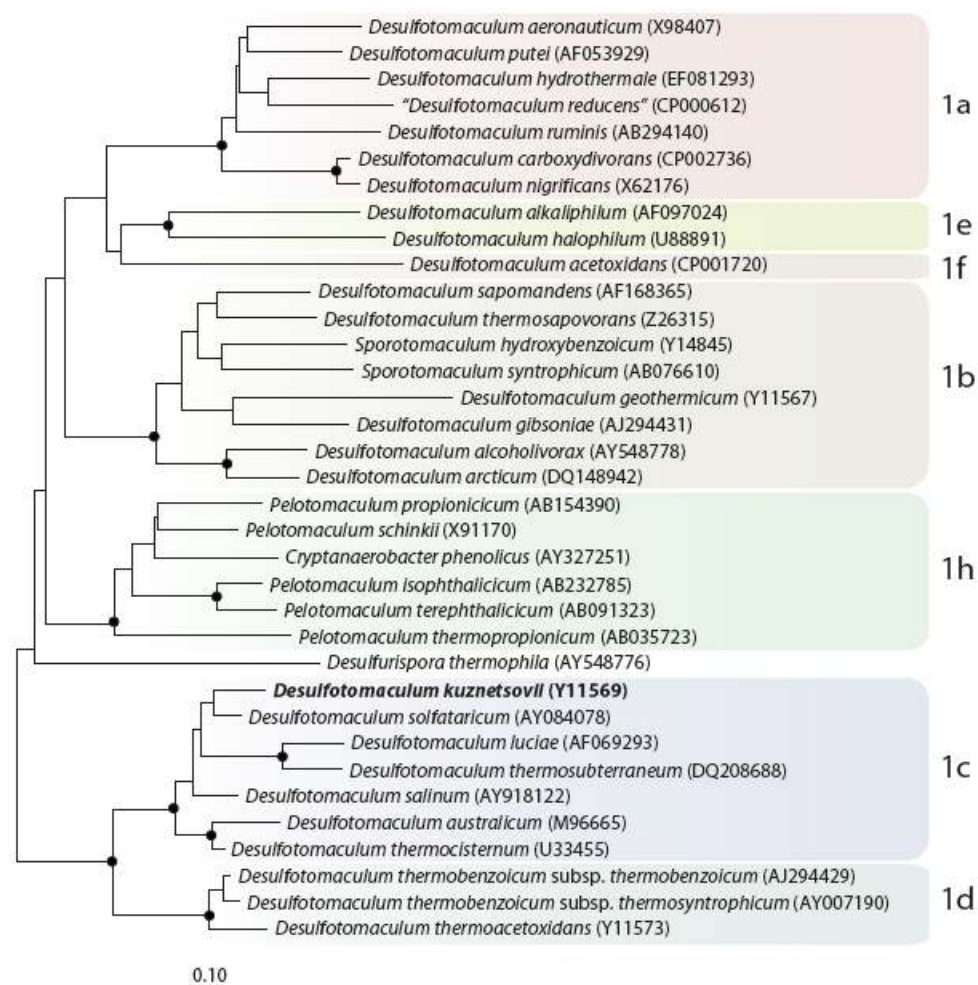 Desulfotomaculum aeronauticum (X98407)
Desulfotomaculum putei (AF053929)
Desulfotomaculum hydrothermale (EF081293)
“Desulfotomaculum reducens” (CP000612)
Desulfotomaculum ruminis (AB294140)
Desulfotomaculum carboxydivorans (CP002736)
Desulfotomaculum nigrificans (X62176)
1a
Desulfotomaculum alkaliphilum (AF097024)
Desulfotomaculum halophilum (U88891)
1e
Desulfotomaculum acetoxidans (CP001720)
1f
Desulfotomaculum sapomandens (AF168365)
Desulfotomaculum thermosapovorans (Z26315)
Sporotomaculum hydroxybenzoicum (Y14845)
Sporotomaculum syntrophicum (AB076610)
Desulfotomaculum geothermicum (Y11567)
Desulfotomaculum gibsoniae (AJ294431)
Desulfotomaculum alcoholivorax (AY548778)
Desulfotomaculum arcticum (DQ148942)
1b
Pelotomaculum propionicicum (AB154390)
Pelotomaculum schinkii (X91170)
Cryptanaerobacter phenolicus (AY327251)
Pelotomaculum isophthalicicum (AB232785)
Pelotomaculum terephthalicicum (AB091323)
Pelotomaculum thermopropionicum (AB035723)
1h
Desulfurispora thermophila (AY548776)
Desulfotomaculum kuznetsovii (Y11569)
Desulfotomaculum solfataricum (AY084078)
Desulfotomaculum luciae (AF069293)
Desulfotomaculum thermosubterraneum (DQ208688)
Desulfotomaculum salinum (AY918122)
Desulfotomaculum australicum (M96665)
Desulfotomaculum thermocisternum (U33455)
1c
Desulfotomaculum thermobenzoicum subsp. thermobenzoicum (AJ294429)
Desulfotomaculum thermobenzoicum subsp. thermosyntrophicum (AY007190)
Desulfotomaculum thermoacetoxidans (Y11573)
1d
0.10